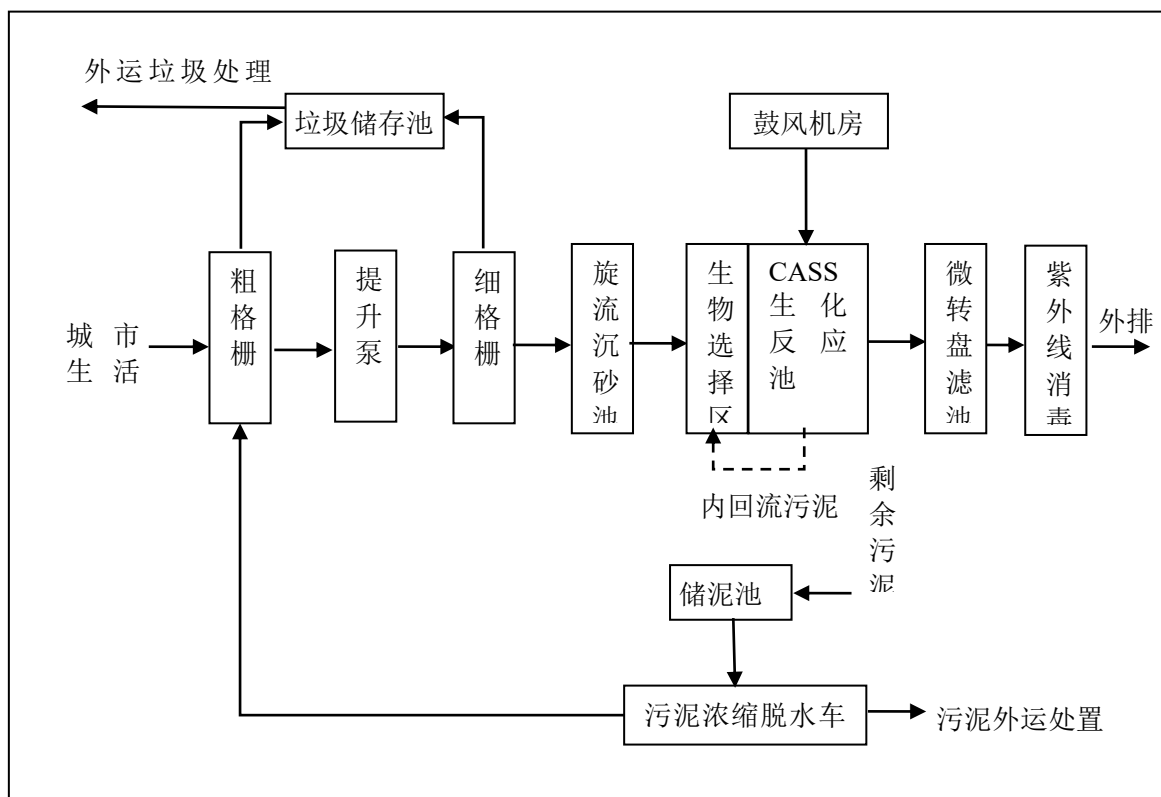 外运垃圾处理
垃圾储存池
鼓风机房
粗格栅
提升泵
细格栅
旋流沉砂池
生物选择区
CASS
生化
反应
池
微转盘滤池
紫外线消毒
城市
生活
外排
内回流污泥
剩余污泥
储泥池
污泥浓缩脱水车
污泥外运处置